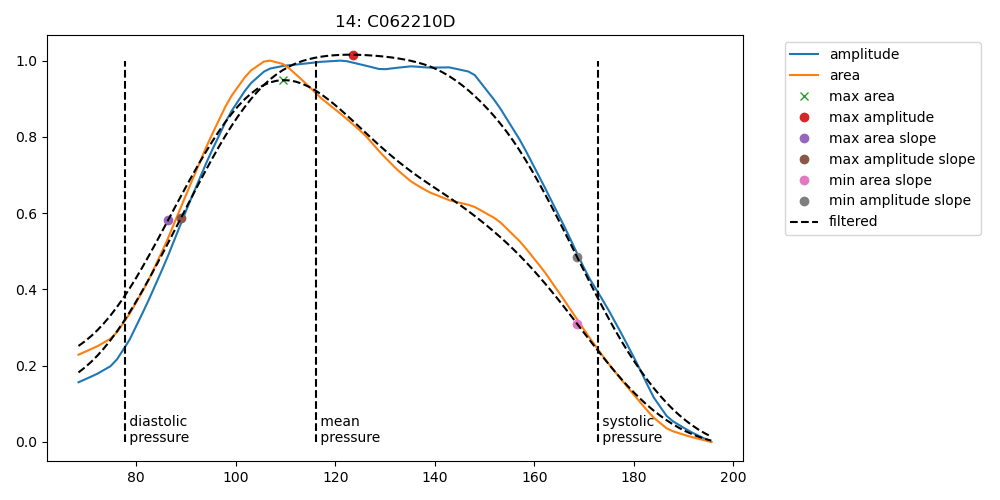 14: C062210D
1.0
0.8
0.6
0.4
0.2
0.0
80
100
120
140
160
180
200
diastolic
pressure
mean
pressure
systolic
pressure
amplitude
area
max area
max amplitude
max area slope
max amplitude slope
min area slope
min amplitude slope
filtered